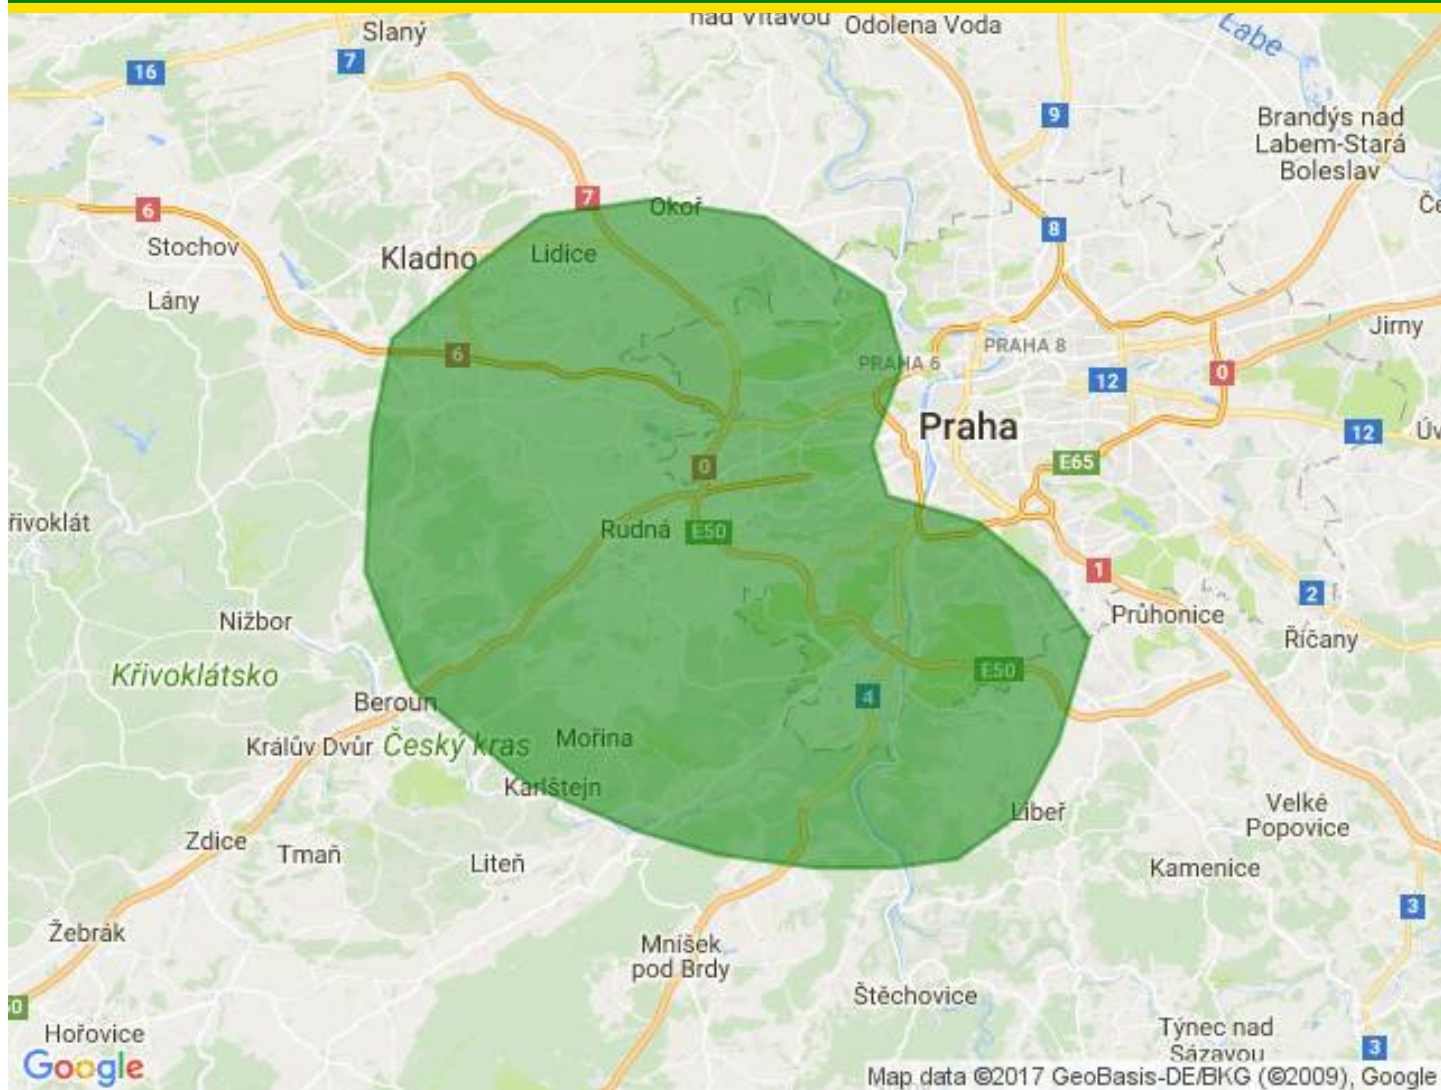 nad Vltavou
Odolena Voda
Labe
Slaný
7
16
9
Brandýs nad
Labem-Stará
Boleslav
7
Okoř
6
8
Stochov
Kladno
Lidice
Lány
Jirny
6
PRAHA 6
PRAHA 8
12
0
Praha
12
E65
0
Rudná
E50
řivoklát
1
2
Nižbor
Průhonice
Říčany
Křivoklátsko
E50
4
Beroun
Králův Dvůr
Český kras
Mořina
Karlštejn
Libeř
Velké
Popovice
Zdice
Tmaň
Liteň
Kamenice
3
Žebrák
Mníšek
pod Brdy
Štěchovice
50
Hořovice
Týnec nad
Sázavou
3
Google
Map data ©2017 GeoBasis-DE/BKG (©2009), Google